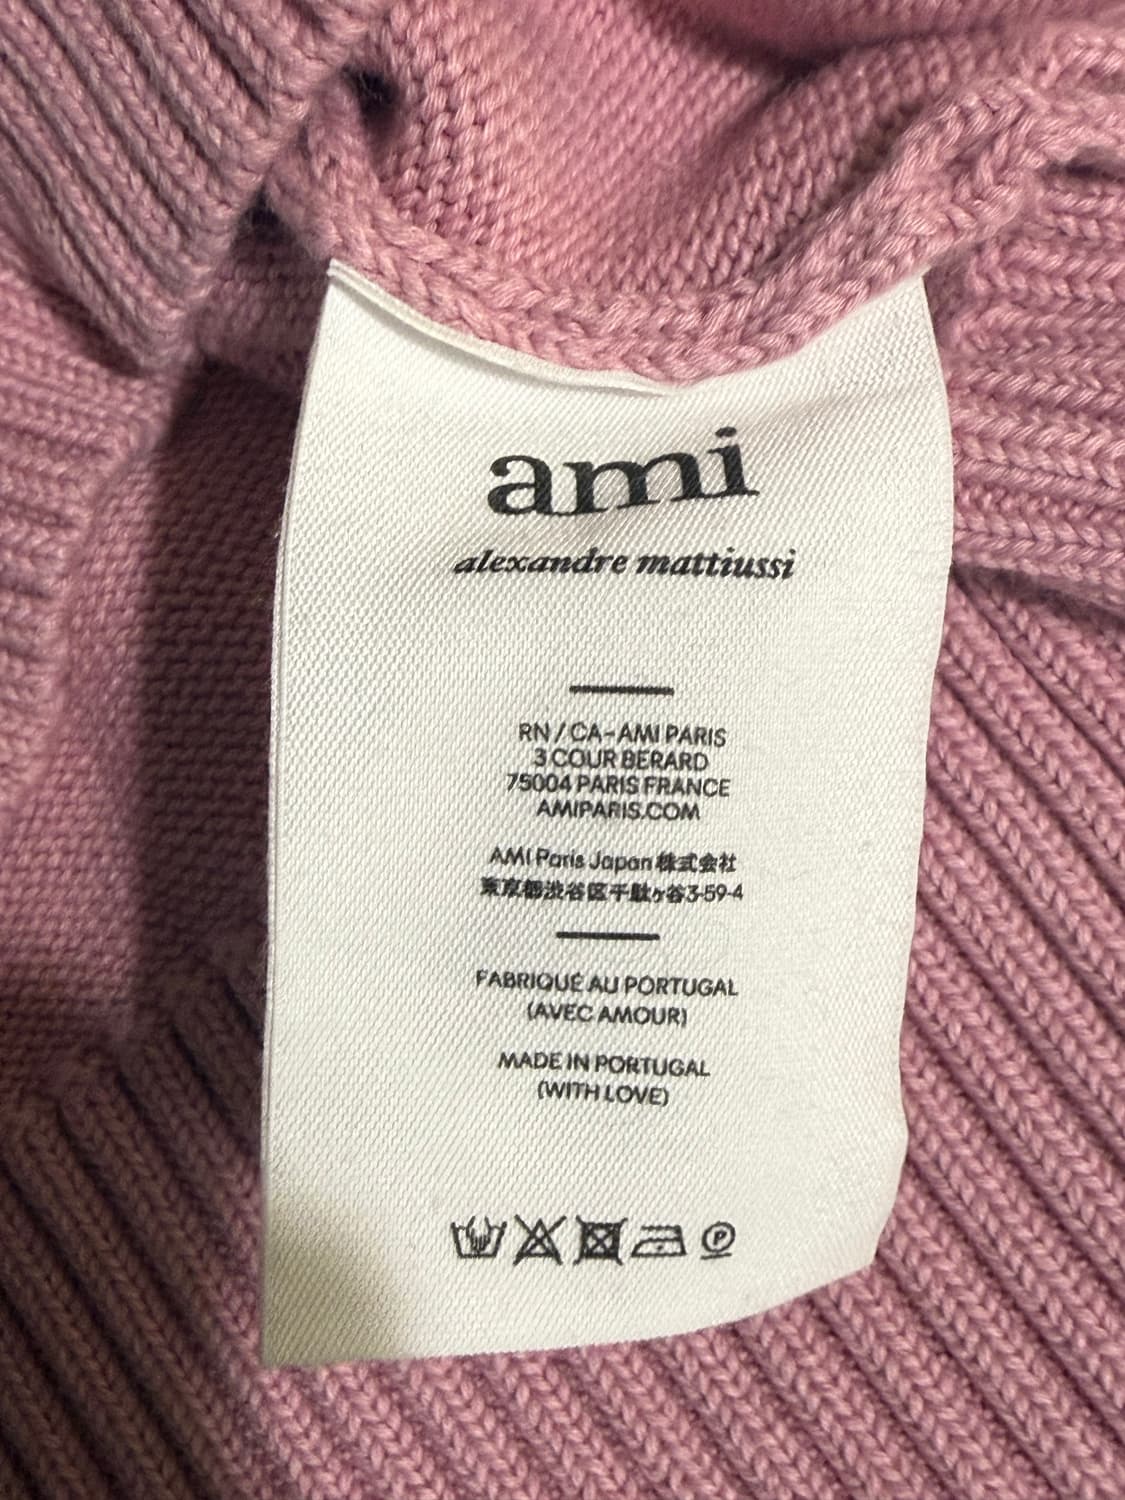 ami
alexandre mattiussi
RN / CA-AMI PARIS
3 COUR BERARD
75004 PARIS FRANCE
AMIPARIS.COM
AMI Paris Japan 株式会社
東京都渋谷区千駄ヶ谷3-59-4
FABRIQUÉ AU PORTUGAL
(AVEC AMOUR)
MADE IN PORTUGAL
(WITH LOVE)
P